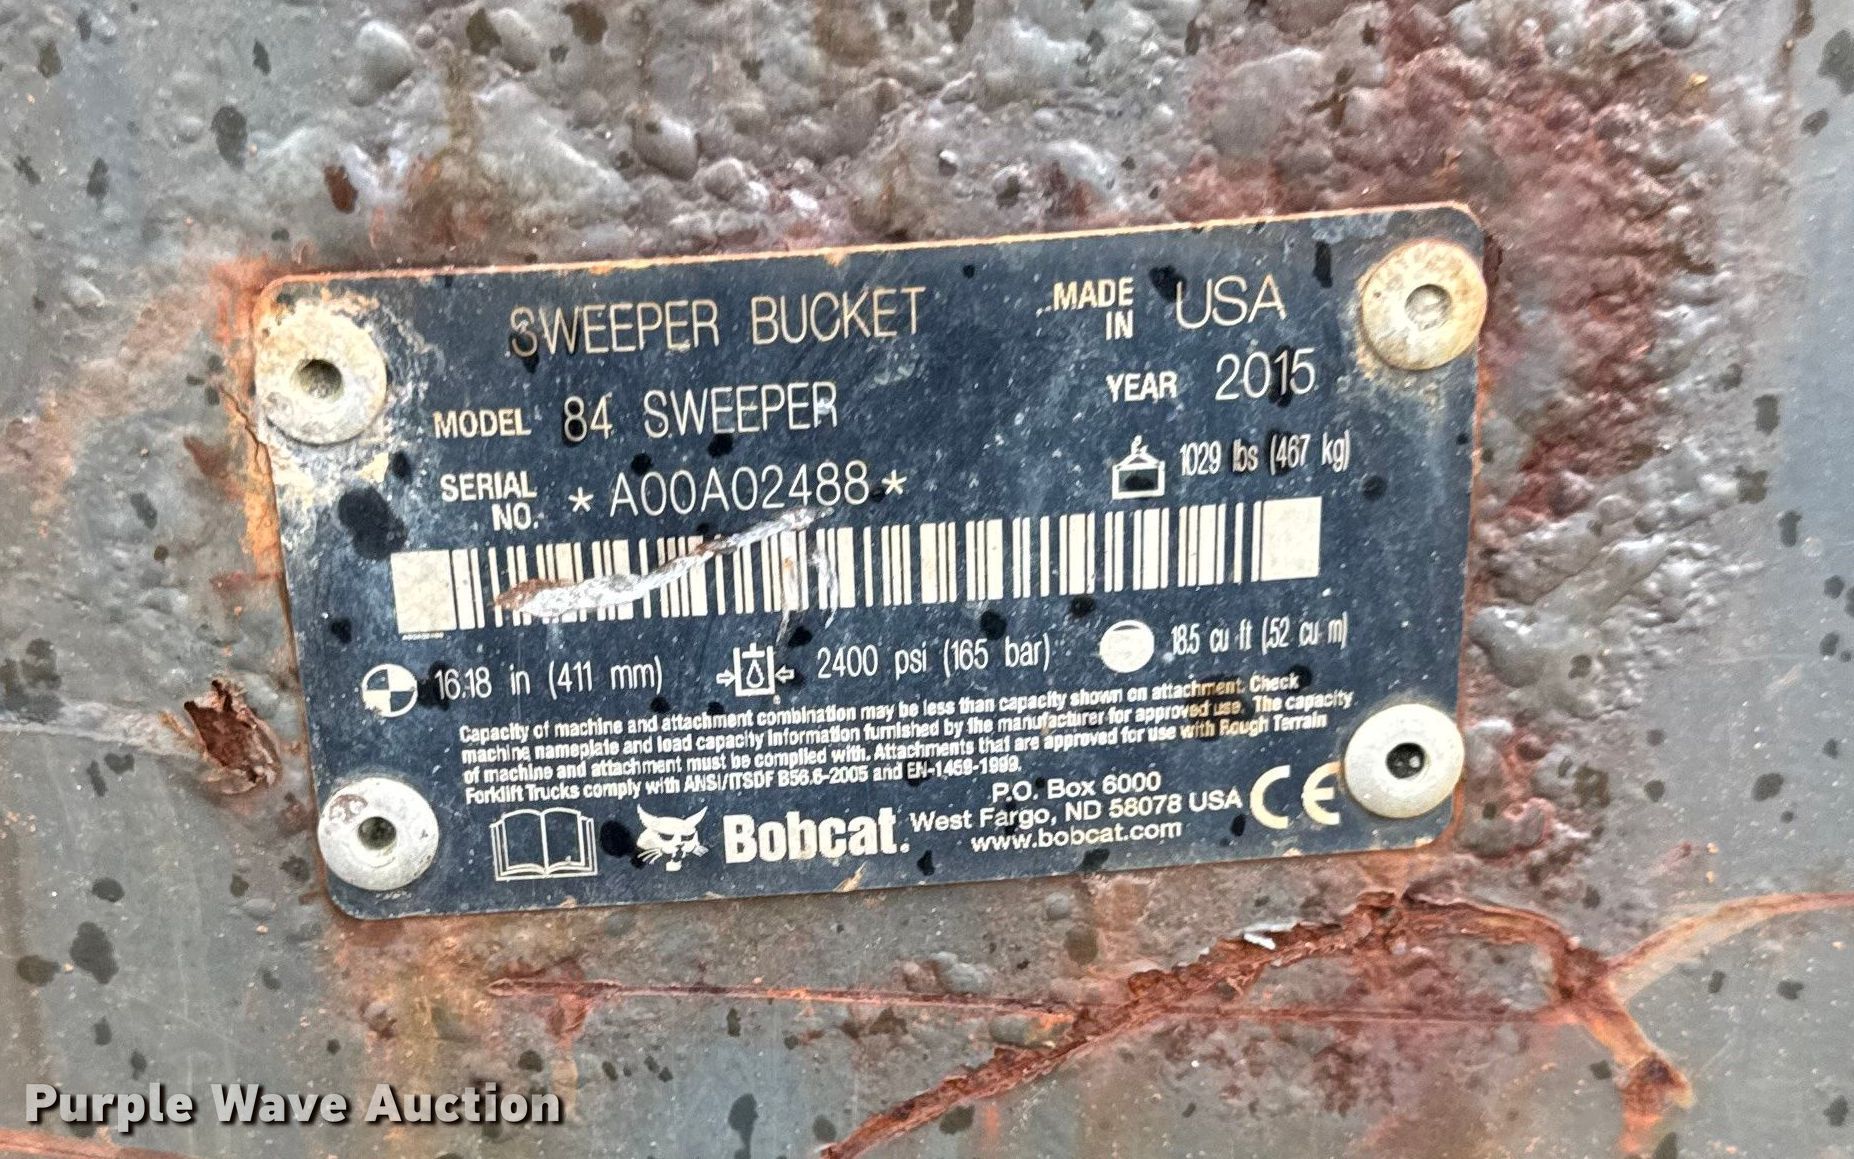 SWEEPER BUCKET
MADE IN USA
MODEL 84 SWEEPER
YEAR 2015
SERIAL NO. *A00A02488*
1029 lbs (467 kg)
16.18 in (411 mm)
2400 psi (165 bar)
18.5 cu ft (.52 cu m)
Capacity of machine and attachment combination may be less than capacity shown on attachment. Check
machine nameplate and load capacity information furnished by the manufacturer for approved use. The capacity
of machine and attachment must be complied with. Attachments that are approved for use with Rough Terrain
Forklift Trucks comply with ANSI/ITSDF B56.6-2005 and EN-1459-1999.
Bobcat.
P.O. Box 6000
West Fargo, ND 58078 USA
www.bobcat.com
CE
Purple Wave Auction